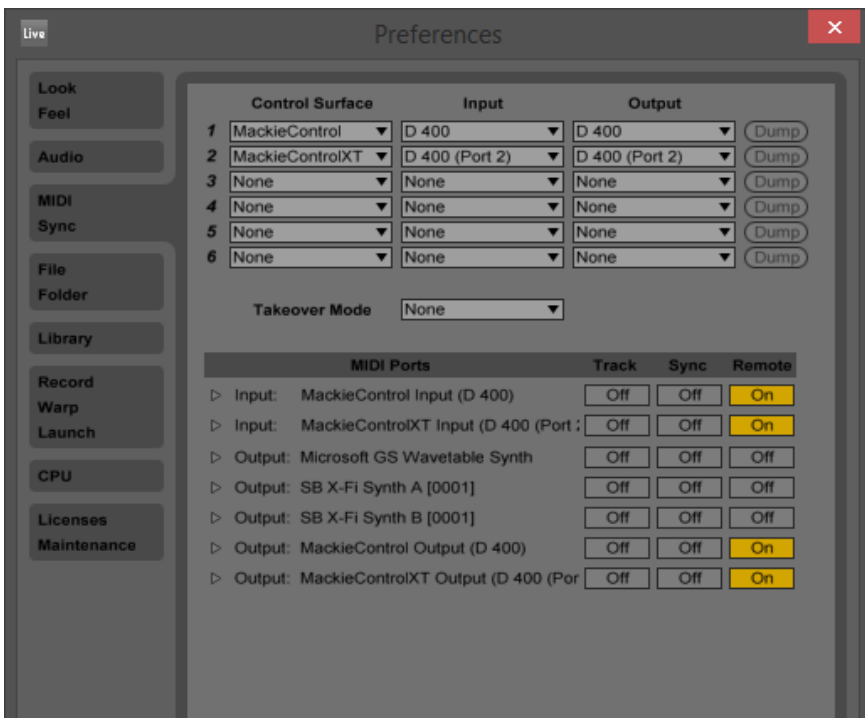 Live
Preferences
Look
Feel
Audio
MIDI
Sync
File
Folder
Library
Record
Warp
Launch
CPU
Licenses
Maintenance
Control Surface Input Output
1 MackieControl D 400 D 400 Dump
2 MackieControlXT D 400 (Port 2) D 400 (Port 2) Dump
3 None None None Dump
4 None None None Dump
5 None None None Dump
6 None None None Dump
Takeover Mode None
MIDI Ports Track Sync Remote
Input: MackieControl Input (D 400) Off Off On
Input: MackieControlXT Input (D 400 (Port Off Off On
Output: Microsoft GS Wavetable Synth Off Off Off
Output: SB X-Fi Synth A [0001] Off Off Off
Output: SB X-Fi Synth B [0001] Off Off Off
Output: MackieControl Output (D 400) Off Off On
Output: MackieControlXT Output (D 400 (Por Off Off On